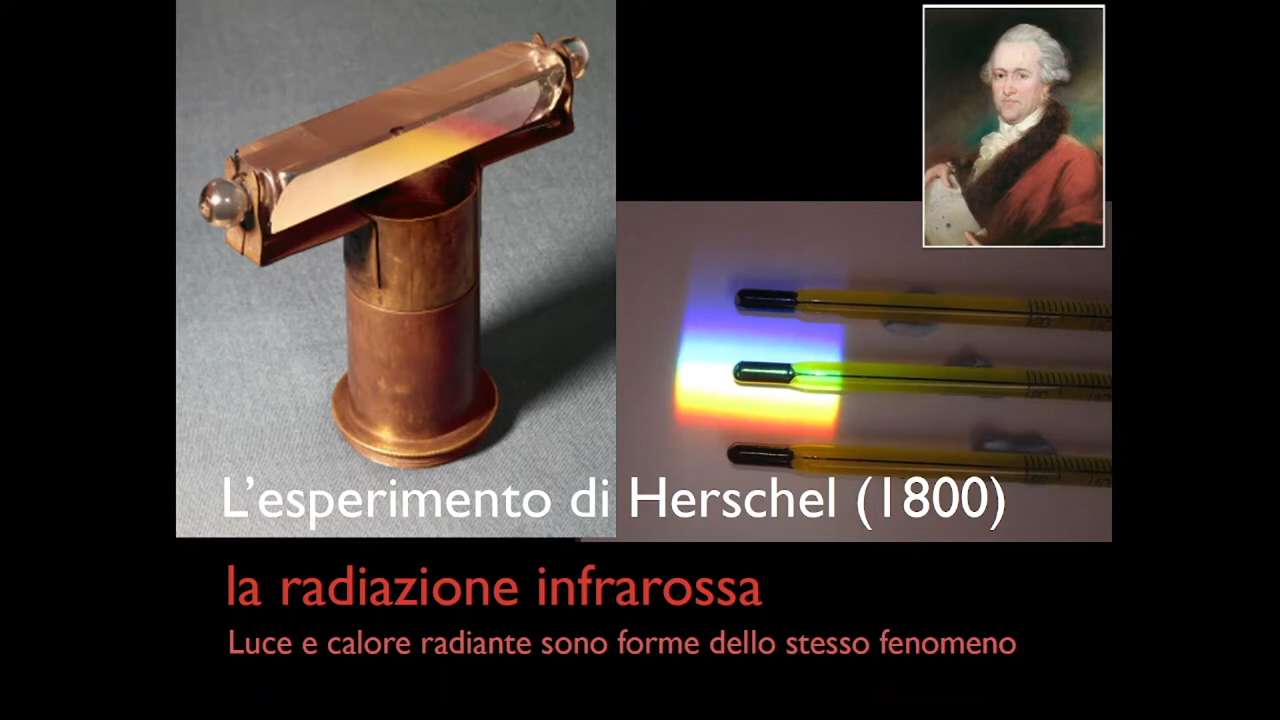 L’esperimento di Herschel (1800)
la radiazione infrarossa
Luce e calore radiante sono forme dello stesso fenomeno